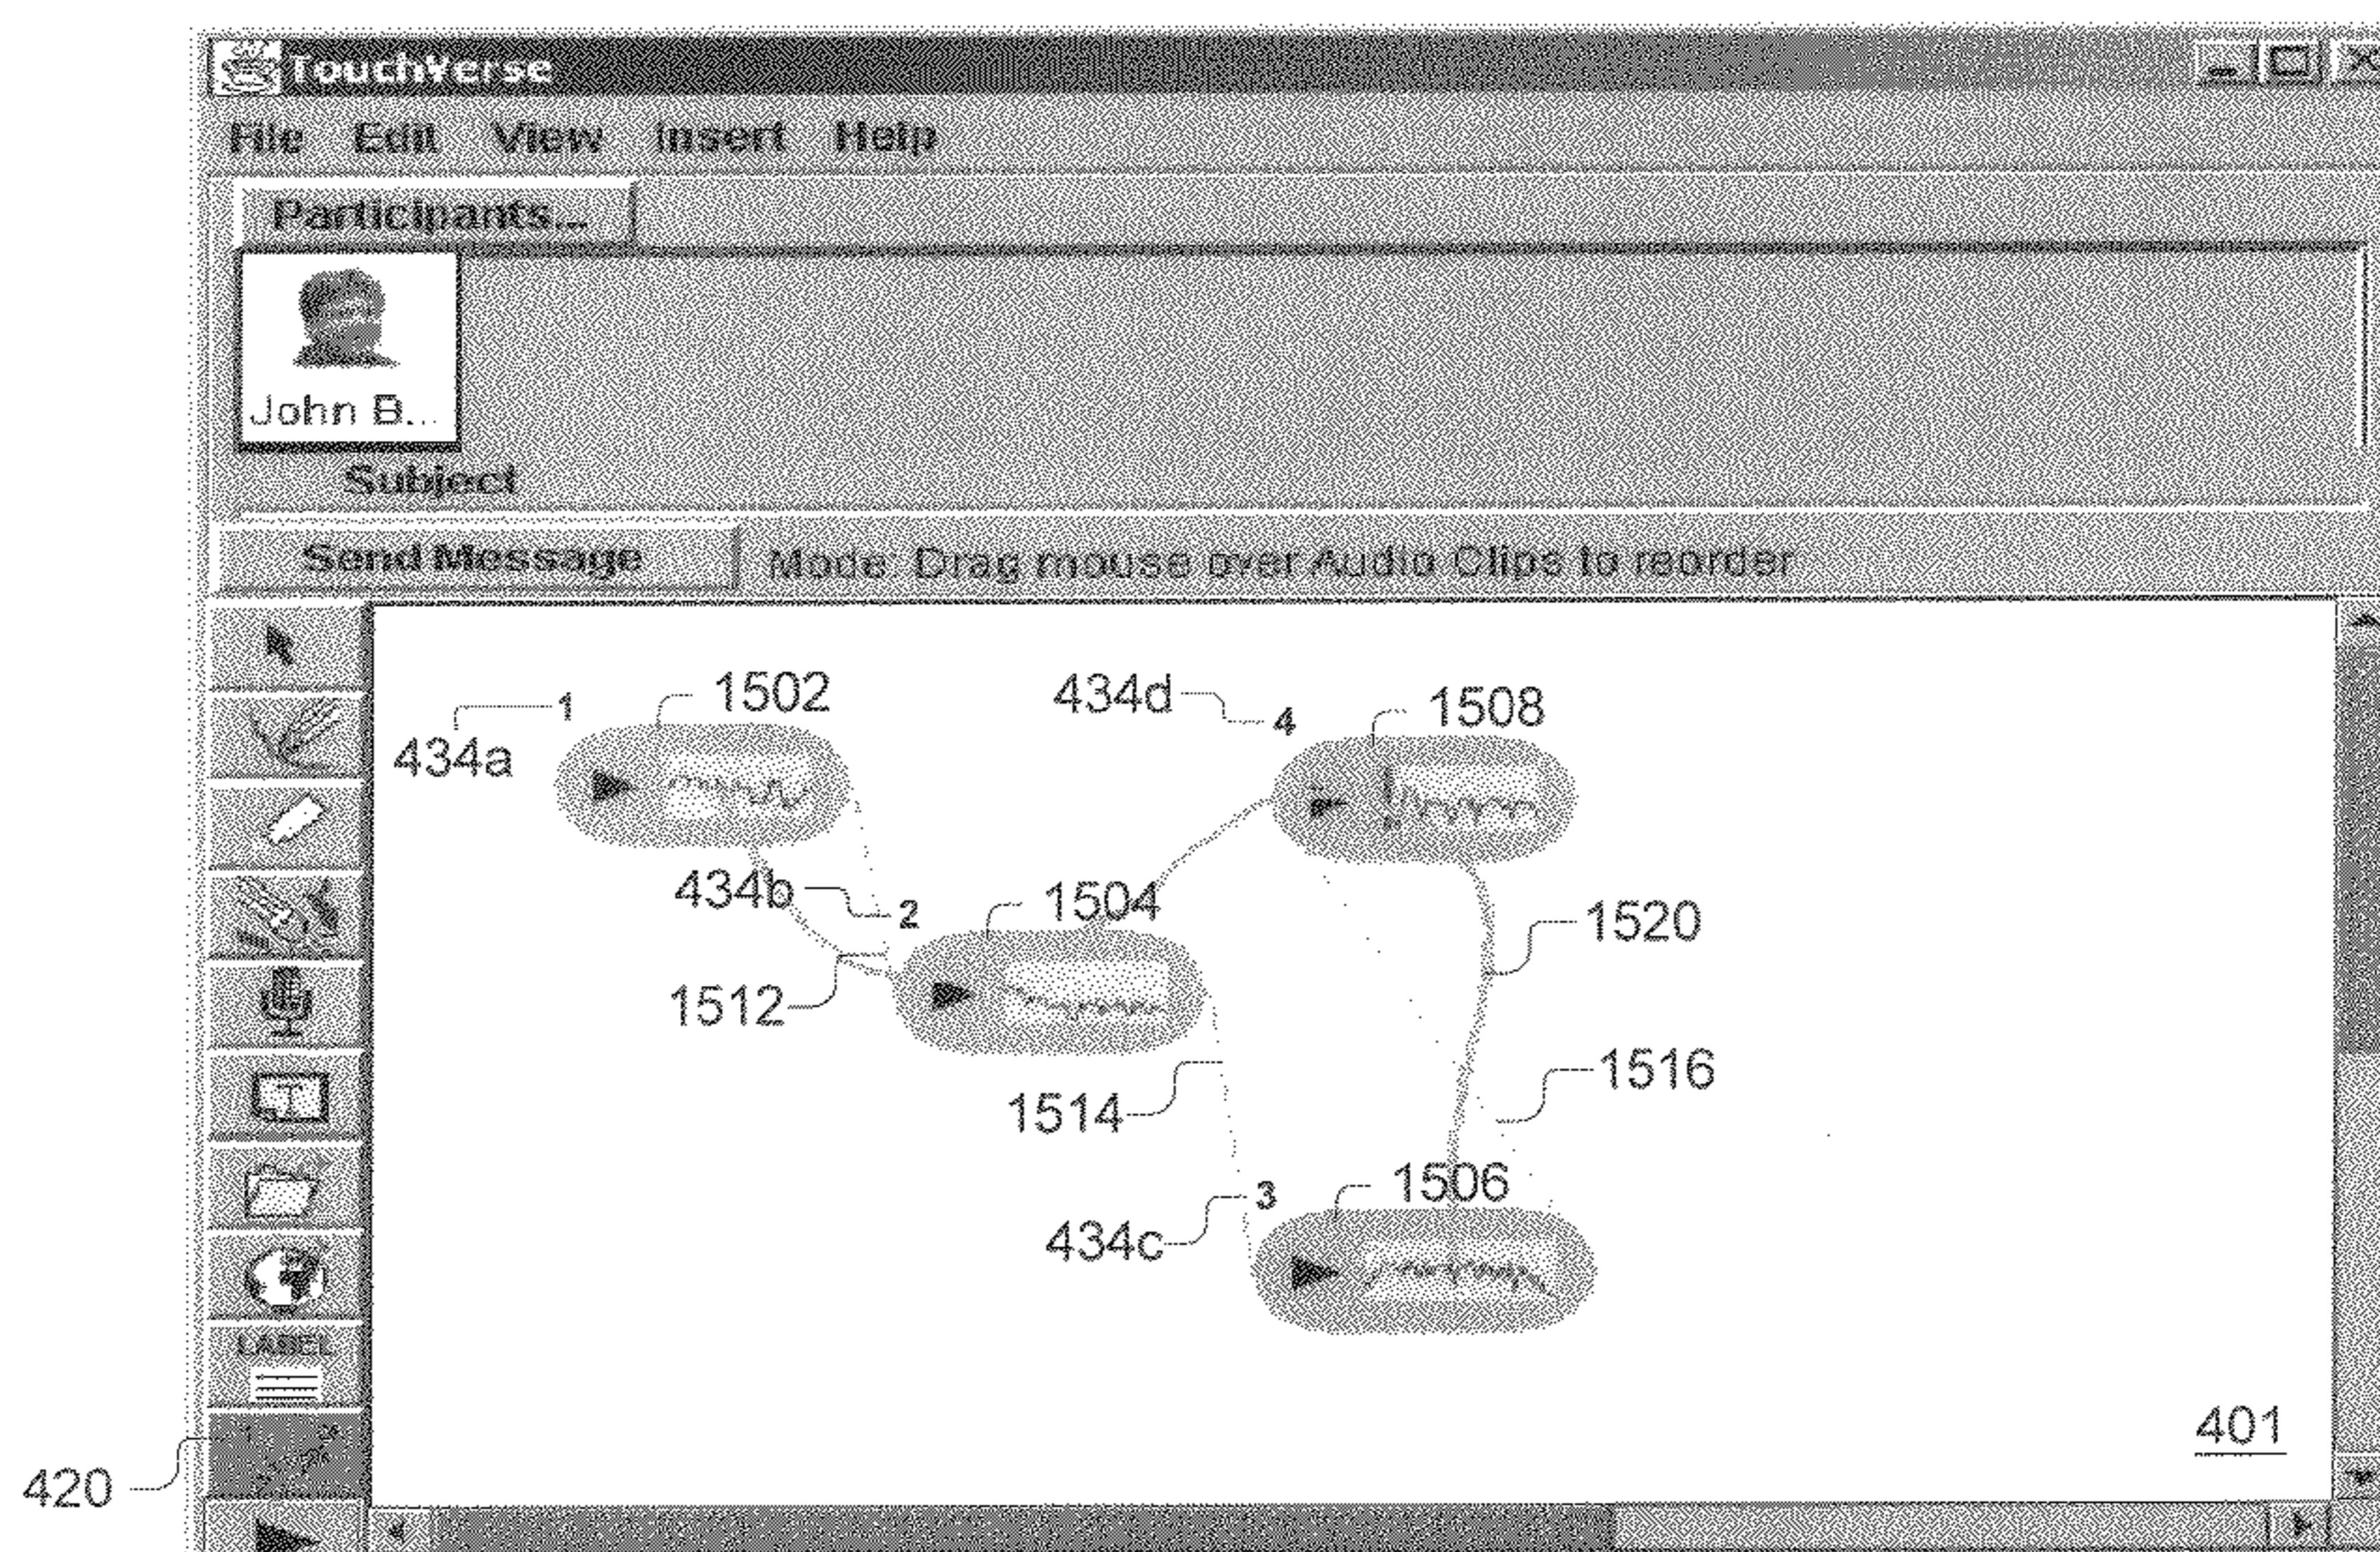 TouchVerse
File Edit View Insert Help
Participants...
John B...
Subject
Send Message Mode: Drag mouse over Audio Clips to reorder
1502 434d 1508
1 4
434a
434b 1504 1520
2
1512
1514 1516
1506
3
434c
T
LABEL
401
420